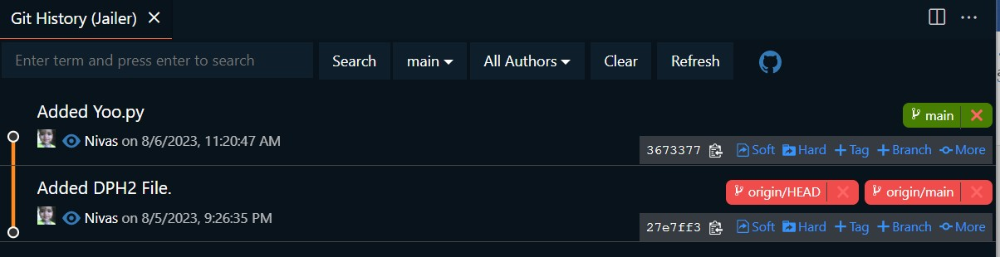 Git History (Jailer)
Enter term and press enter to search Search main All Authors Clear Refresh
Added Yoo.py
main
Nivas on 8/6/2023, 11:20:47 AM
3673377 Soft Hard Tag Branch More
Added DPH2 File.
origin/HEAD origin/main
Nivas on 8/5/2023, 9:26:35 PM
27e7ff3 Soft Hard Tag Branch More